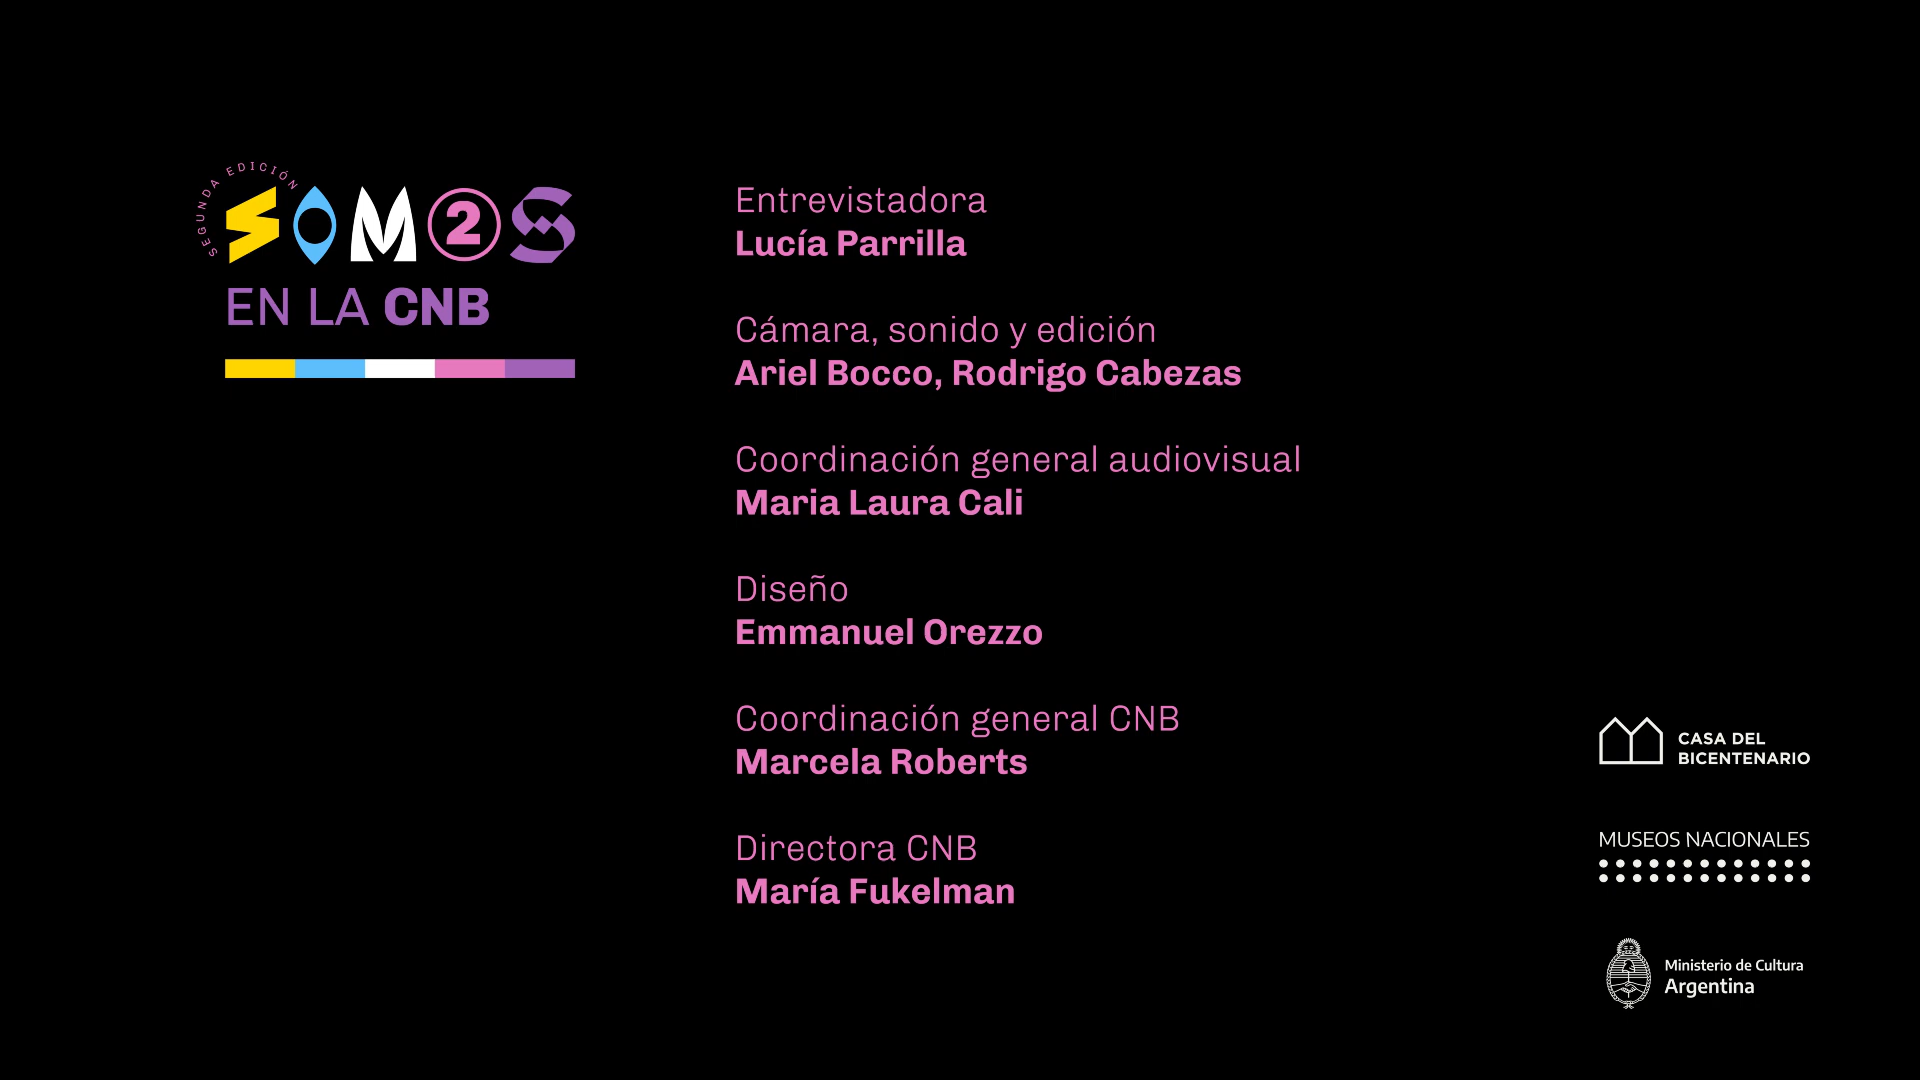 SEGUNDA EDICIÓN
SOM2S
EN LA CNB
Entrevistadora
Lucía Parrilla
Cámara, sonido y edición
Ariel Bocco, Rodrigo Cabezas
Coordinación general audiovisual
Maria Laura Cali
Diseño
Emmanuel Orezzo
Coordinación general CNB
Marcela Roberts
Directora CNB
María Fukelman
CASA DEL
BICENTENARIO
MUSEOS NACIONALES
Ministerio de Cultura
Argentina